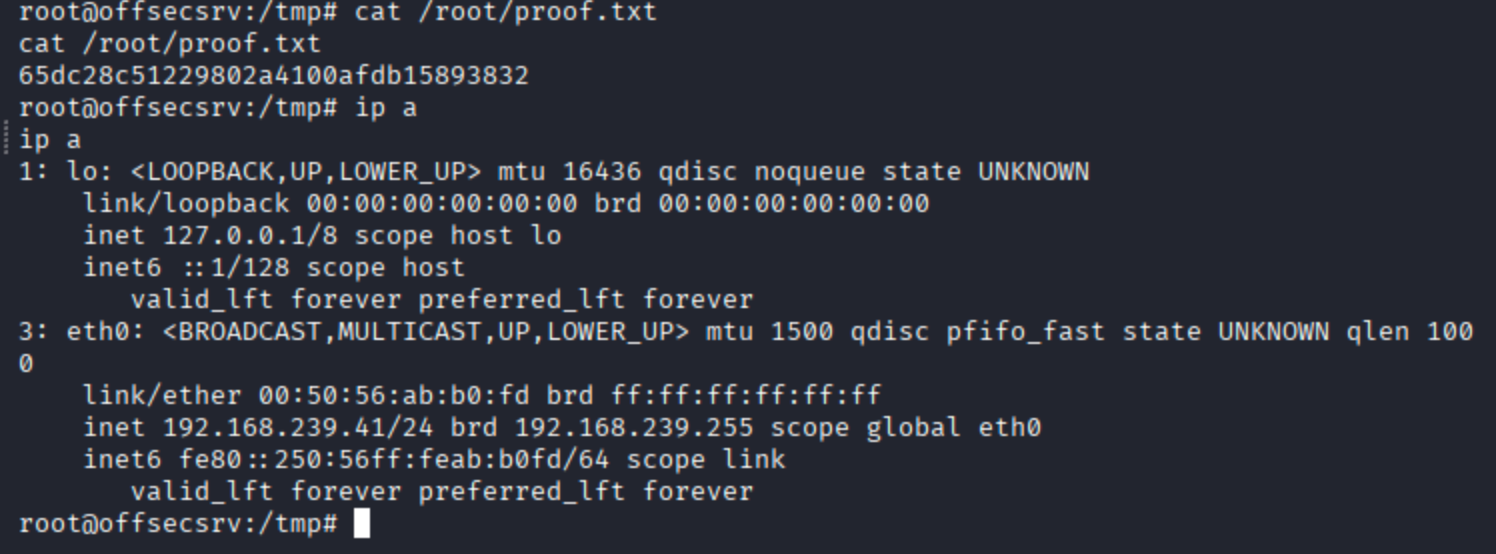 root@offsecsrv:/tmp# cat /root/proof.txt
cat /root/proof.txt
65dc28c51229802a4100afdb15893832
root@offsecsrv:/tmp# ip a
ip a
1: lo: <LOOPBACK,UP,LOWER_UP> mtu 16436 qdisc noqueue state UNKNOWN
    link/loopback 00:00:00:00:00:00 brd 00:00:00:00:00:00
    inet 127.0.0.1/8 scope host lo
    inet6 ::1/128 scope host
       valid_lft forever preferred_lft forever
3: eth0: <BROADCAST,MULTICAST,UP,LOWER_UP> mtu 1500 qdisc pfifo_fast state UNKNOWN qlen 100
0
    link/ether 00:50:56:ab:b0:fd brd ff:ff:ff:ff:ff:ff
    inet 192.168.239.41/24 brd 192.168.239.255 scope global eth0
    inet6 fe80::250:56ff:feab:b0fd/64 scope link
       valid_lft forever preferred_lft forever
root@offsecsrv:/tmp#